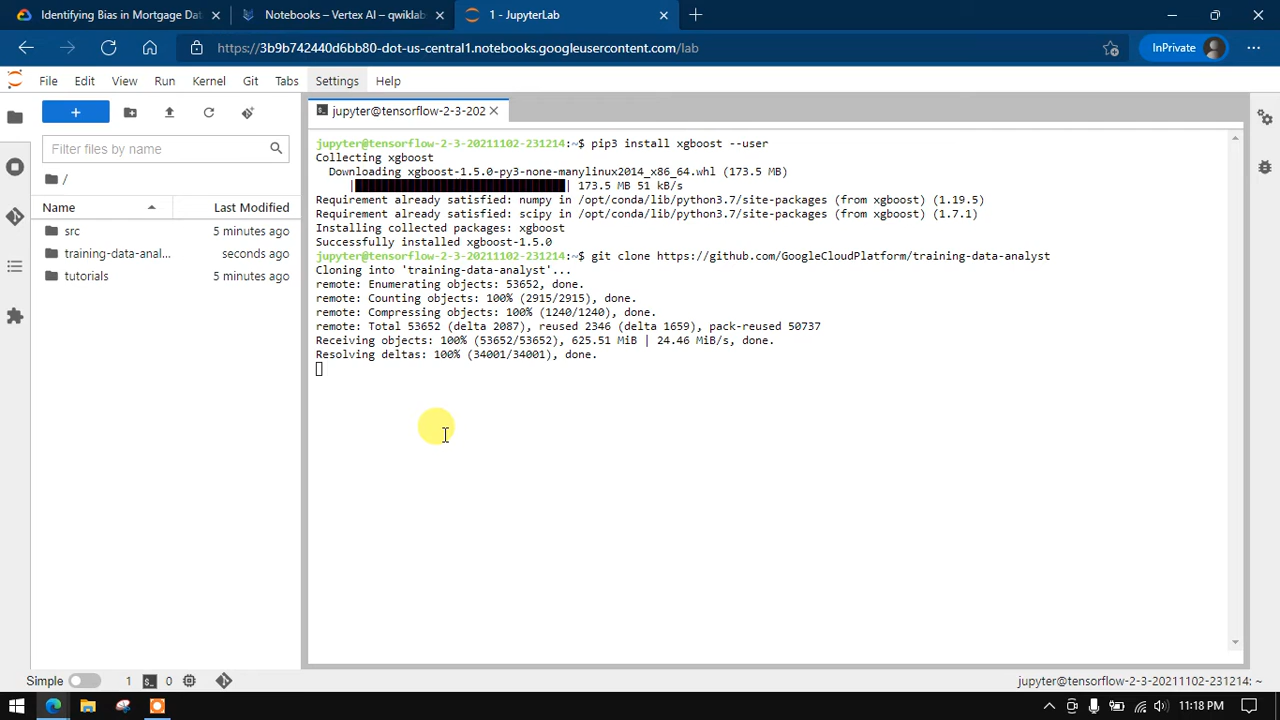 Identifying Bias in Mortgage Da
Notebooks – Vertex AI – qwiklab
1 - JupyterLab
https://3b9b742440d6bb80-dot-us-central1.notebooks.googleusercontent.com/lab
InPrivate
File Edit View Run Kernel Git Tabs Settings Help
jupyter@tensorflow-2-3-202
Filter files by name
/
Name Last Modified
src 5 minutes ago
training-data-anal... seconds ago
tutorials 5 minutes ago
jupyter@tensorflow-2-3-20211102-231214:~$ pip3 install xgboost --user
Collecting xgboost
Downloading xgboost-1.5.0-py3-none-manylinux2014_x86_64.whl (173.5 MB)
|████████████████████████████████| 173.5 MB 51 kB/s
Requirement already satisfied: numpy in /opt/conda/lib/python3.7/site-packages (from xgboost) (1.19.5)
Requirement already satisfied: scipy in /opt/conda/lib/python3.7/site-packages (from xgboost) (1.7.1)
Installing collected packages: xgboost
Successfully installed xgboost-1.5.0
jupyter@tensorflow-2-3-20211102-231214:~$ git clone https://github.com/GoogleCloudPlatform/training-data-analyst
Cloning into 'training-data-analyst'...
remote: Enumerating objects: 53652, done.
remote: Counting objects: 100% (2915/2915), done.
remote: Compressing objects: 100% (1240/1240), done.
remote: Total 53652 (delta 2087), reused 2346 (delta 1659), pack-reused 50737
Receiving objects: 100% (53652/53652), 625.51 MiB | 24.46 MiB/s, done.
Resolving deltas: 100% (34001/34001), done.
Simple 1 0 jupyter@tensorflow-2-3-20211102-231214: ~
11:18 PM